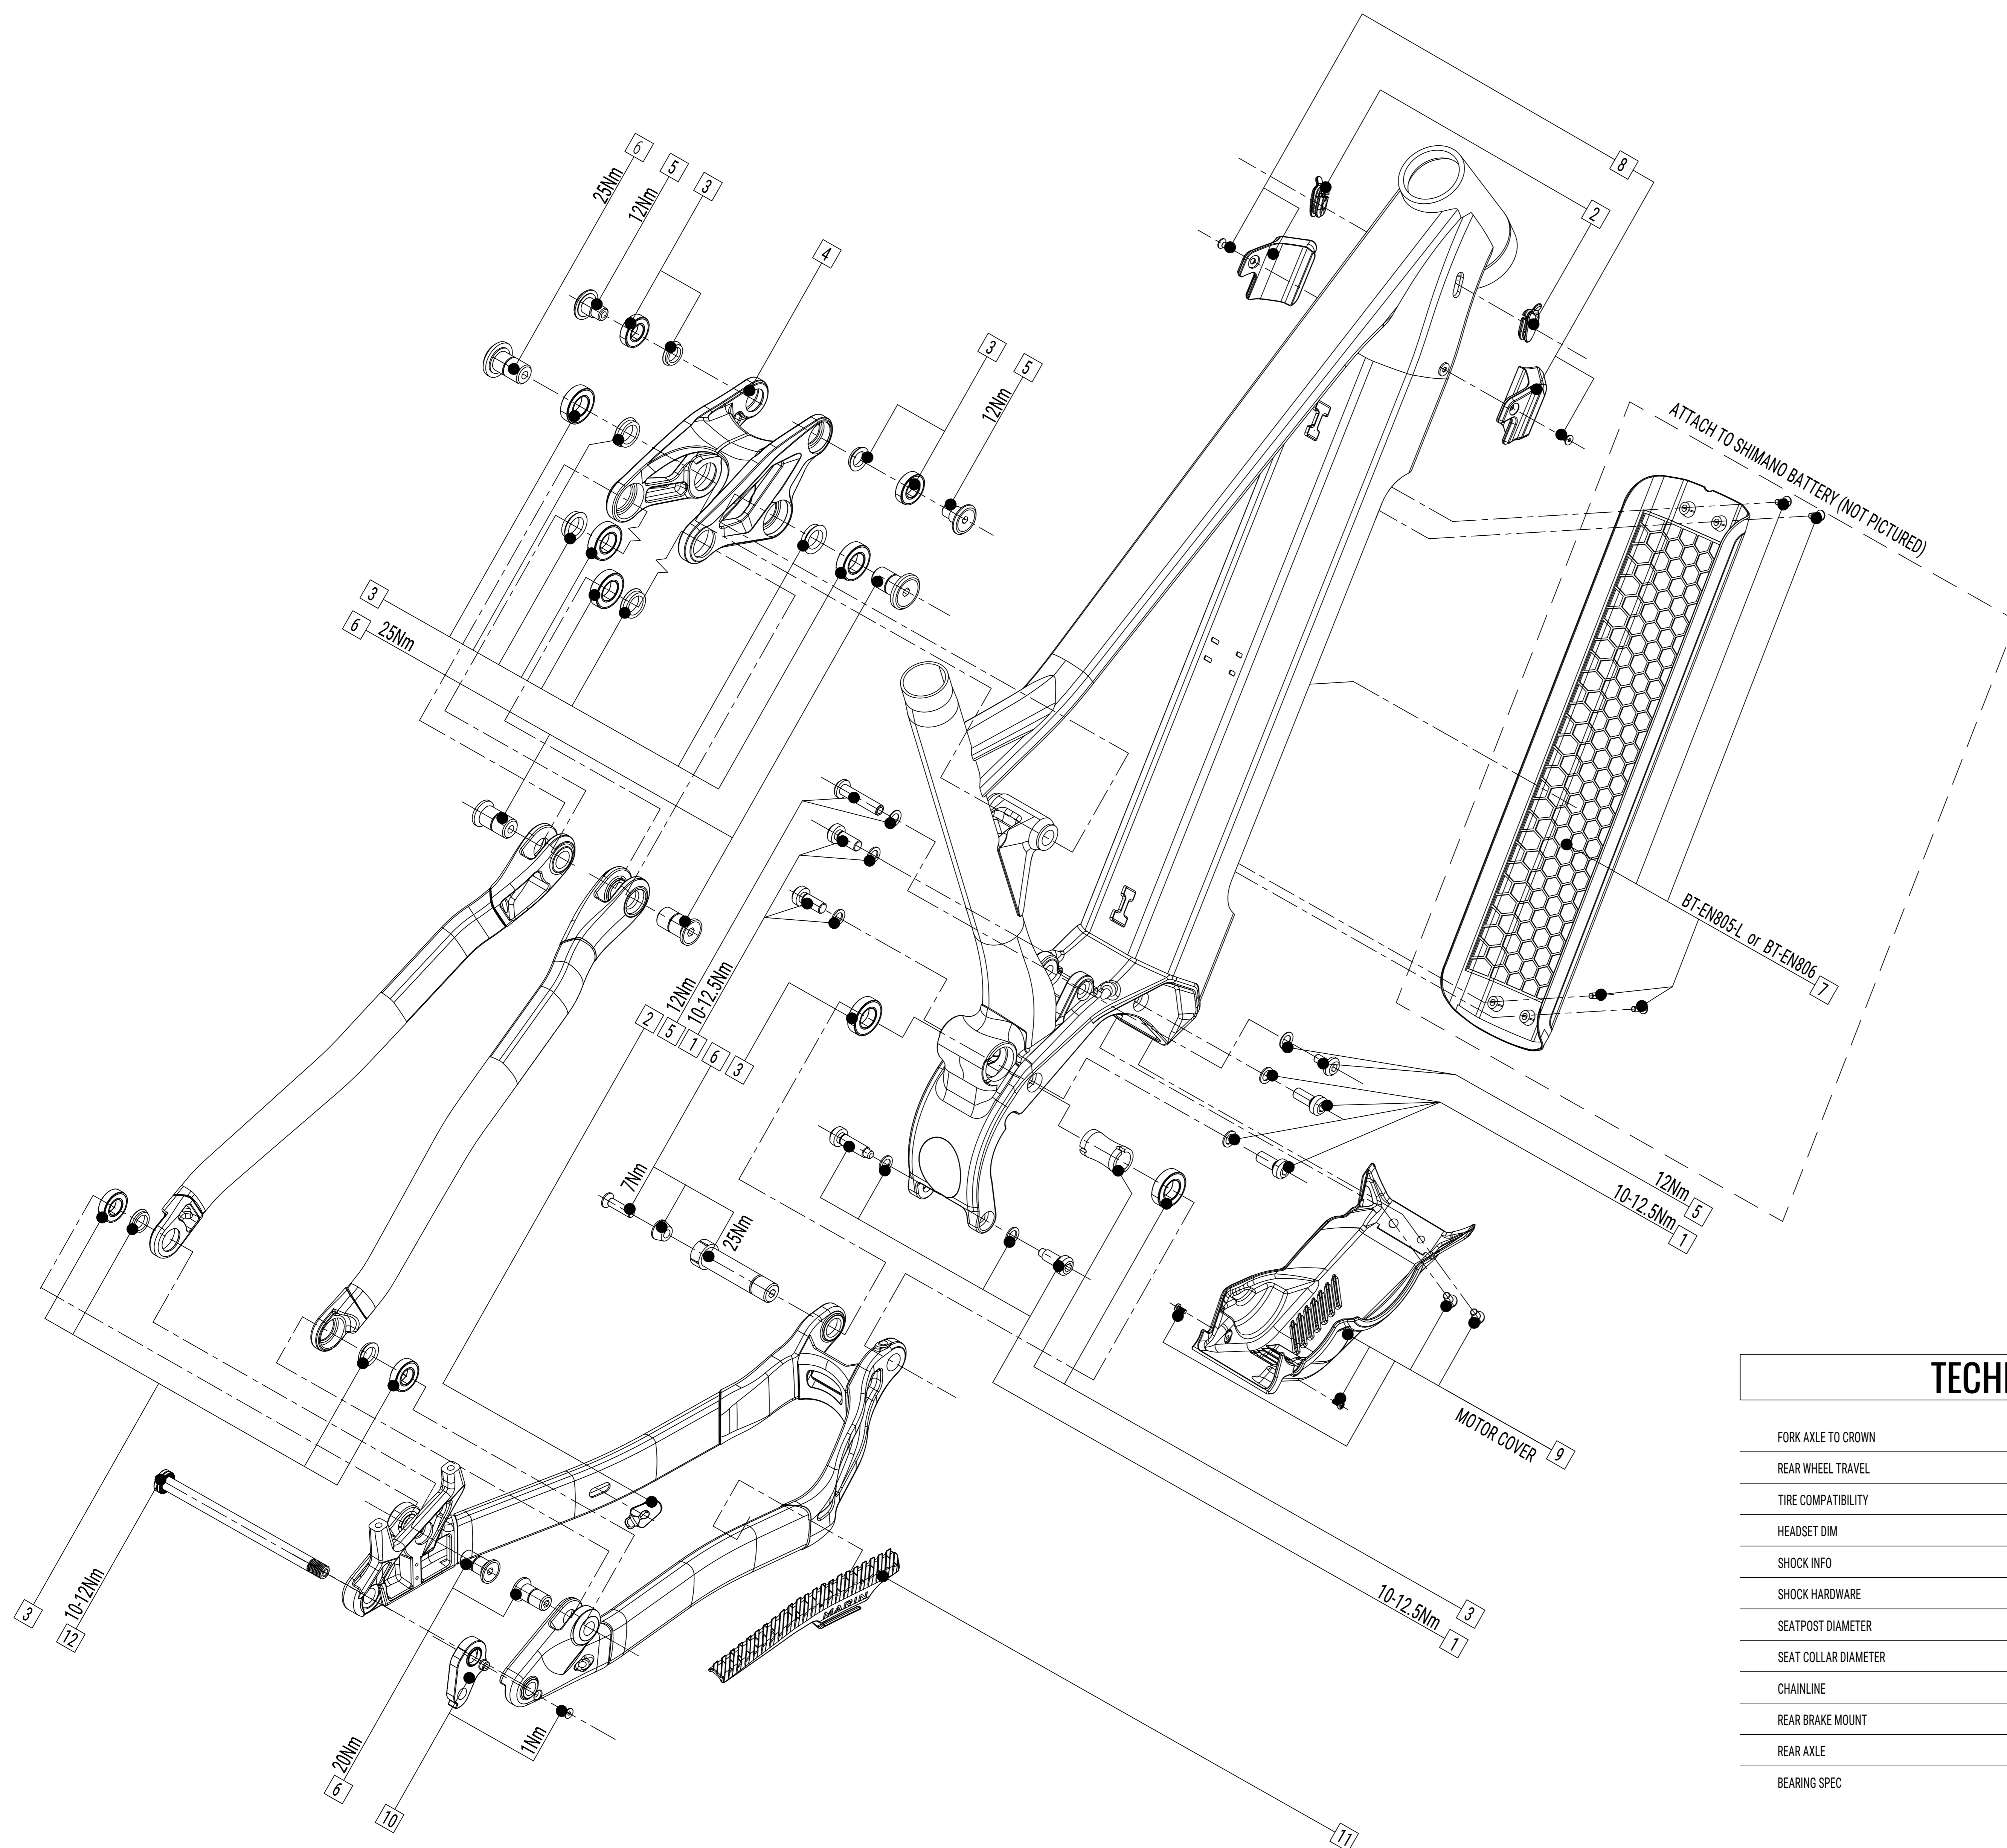 8
2
6
25Nm
5
12Nm
3
4
3
5
12Nm
ATTACH TO SHIMANO BATTERY (NOT PICTURED)
3
6 25Nm
BT-EN805-L or BT-EN806 7
2
5 12Nm
1 10-12.5Nm
6
3
7Nm
25Nm
12Nm 5
10-12.5Nm 1
MOTOR COVER 9
3
10-12.5Nm 1
3
12 10-12Nm
6 20Nm
10
1Nm
MARIN
11
TECH
FORK AXLE TO CROWN
REAR WHEEL TRAVEL
TIRE COMPATIBILITY
HEADSET DIM
SHOCK INFO
SHOCK HARDWARE
SEATPOST DIAMETER
SEAT COLLAR DIAMETER
CHAINLINE
REAR BRAKE MOUNT
REAR AXLE
BEARING SPEC